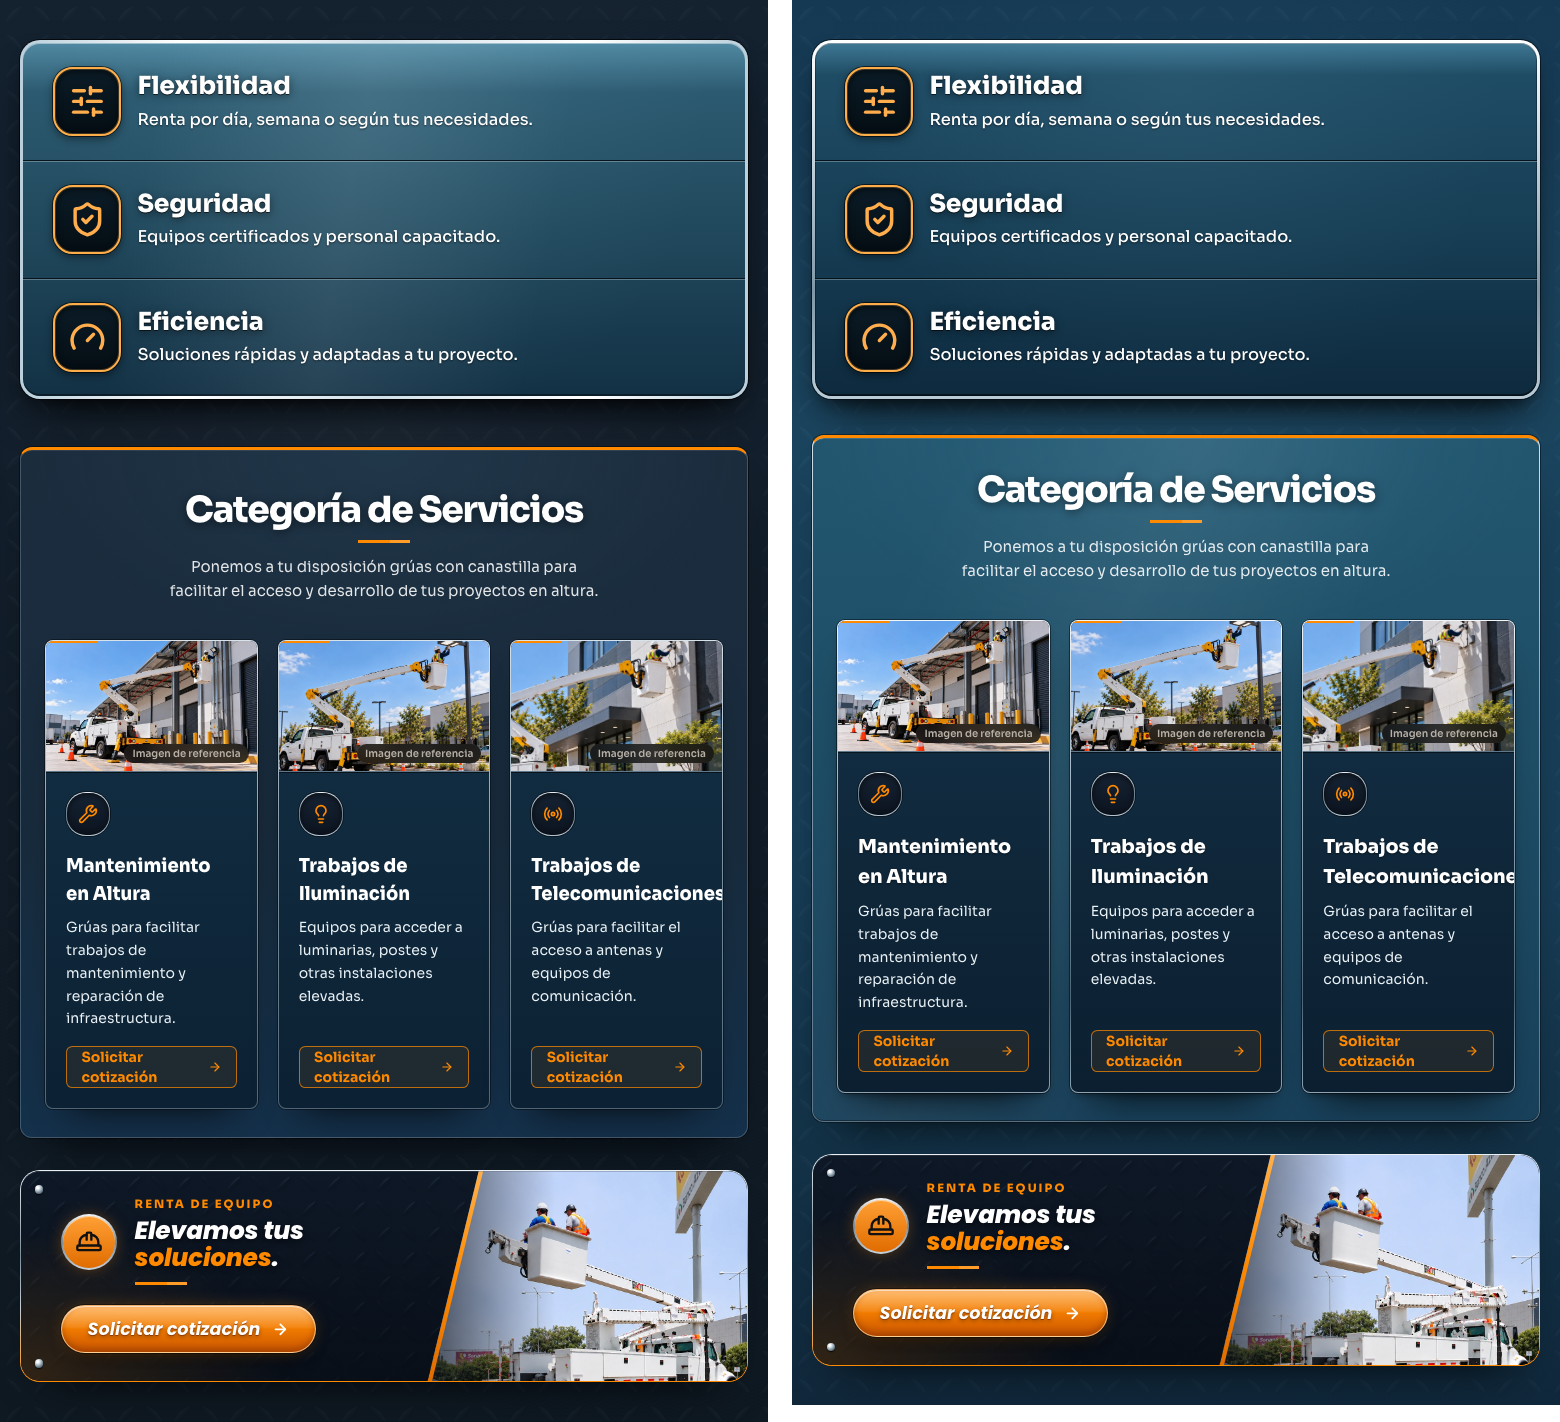 Flexibilidad
Renta por día, semana o según tus necesidades.
Seguridad
Equipos certificados y personal capacitado.
Eficiencia
Soluciones rápidas y adaptadas a tu proyecto.
Categoría de Servicios
Ponemos a tu disposición grúas con canastilla para
facilitar el acceso y desarrollo de tus proyectos en altura.
Imagen de referencia
Mantenimiento
en Altura
Grúas para facilitar
trabajos de
mantenimiento y
reparación de
infraestructura.
Solicitar
cotización
Imagen de referencia
Trabajos de
Iluminación
Equipos para acceder a
luminarias, postes y
otras instalaciones
elevadas.
Solicitar
cotización
Imagen de referencia
Trabajos de
Telecomunicaciones
Grúas para facilitar el
acceso a antenas y
equipos de
comunicación.
Solicitar
cotización
RENTA DE EQUIPO
Elevamos tus
soluciones.
Solicitar cotización
Flexibilidad
Renta por día, semana o según tus necesidades.
Seguridad
Equipos certificados y personal capacitado.
Eficiencia
Soluciones rápidas y adaptadas a tu proyecto.
Categoría de Servicios
Ponemos a tu disposición grúas con canastilla para
facilitar el acceso y desarrollo de tus proyectos en altura.
Imagen de referencia
Mantenimiento
en Altura
Grúas para facilitar
trabajos de
mantenimiento y
reparación de
infraestructura.
Solicitar
cotización
Imagen de referencia
Trabajos de
Iluminación
Equipos para acceder a
luminarias, postes y
otras instalaciones
elevadas.
Solicitar
cotización
Imagen de referencia
Trabajos de
Telecomunicacione
Grúas para facilitar el
acceso a antenas y
equipos de
comunicación.
Solicitar
cotización
RENTA DE EQUIPO
Elevamos tus
soluciones.
Solicitar cotización